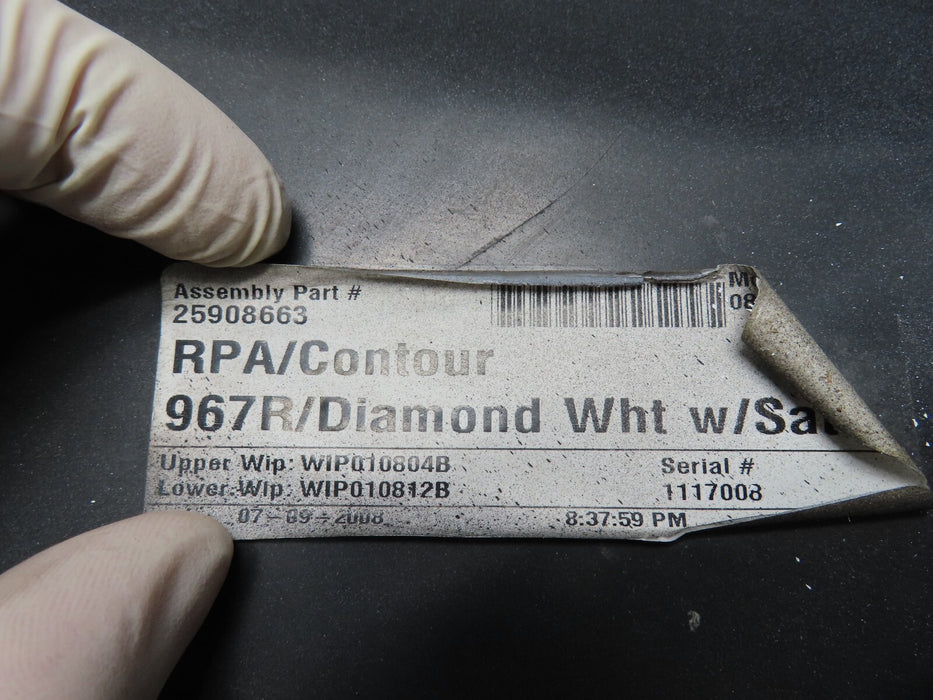 Assembly Part #
25908663
08
RPA/Contour
967R/Diamond Wht w/Sa
Upper Wip: WIP010804B
Serial #
Lower Wip: WIP010812B
1117008
07-09-2008
8:37:59 PM